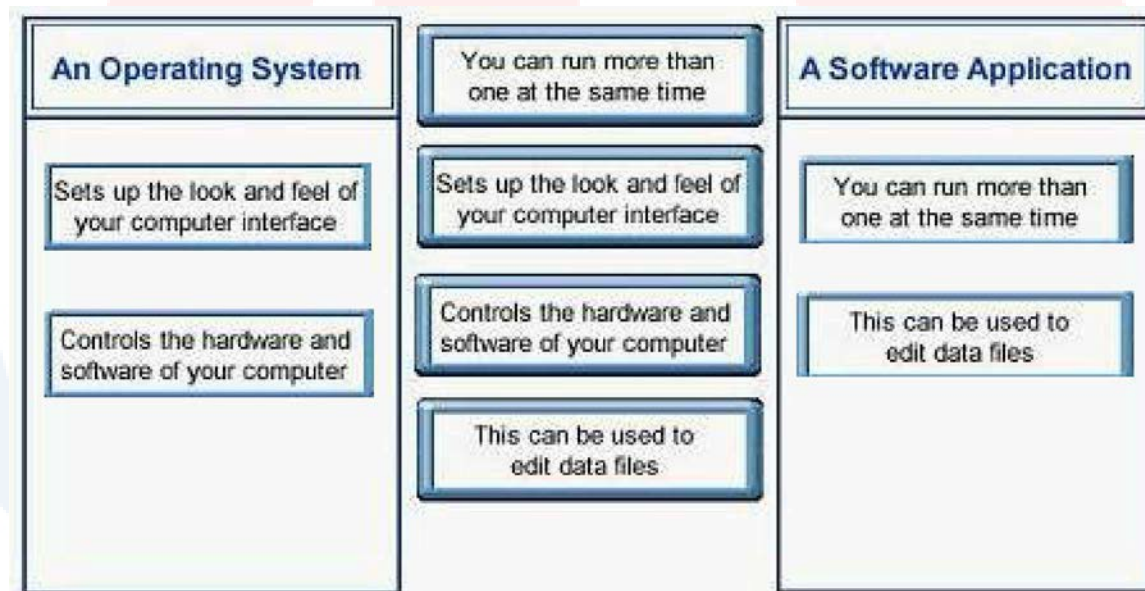 An Operating System
Sets up the look and feel of
your computer interface
Controls the hardware and
software of your computer
You can run more than
one at the same time
Sets up the look and feel of
your computer interface
Controls the hardware and
software of your computer
This can be used to
edit data files
A Software Application
You can run more than
one at the same time
This can be used to
edit data files